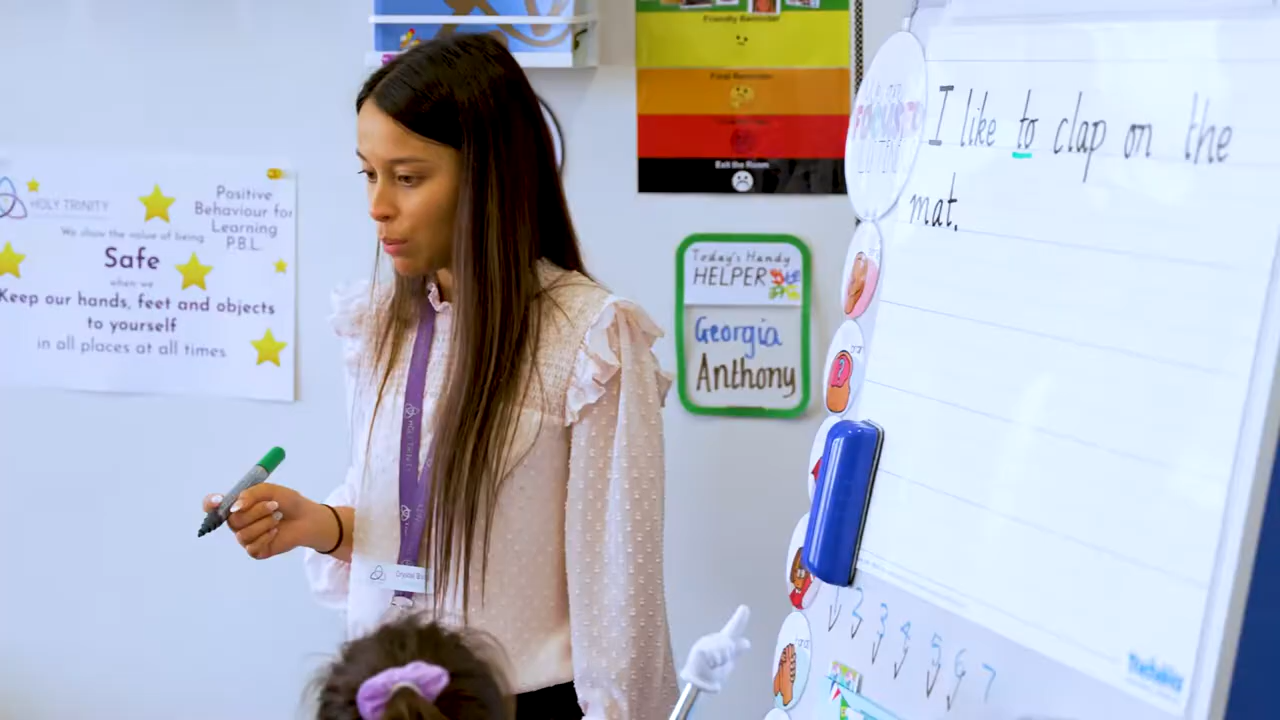 HOLY TRINITY
Positive
Behaviour for
Learning
P.B.L.
We show the value of being
Safe
when we
Keep our hands, feet and objects
to yourself
in all places at all times
Friendly Reminder
Final Reminder
Exit the Room
Today's Handy
HELPER
Georgia
Anthony
I like to clap on the
mat.
3 3 4 5 6 7